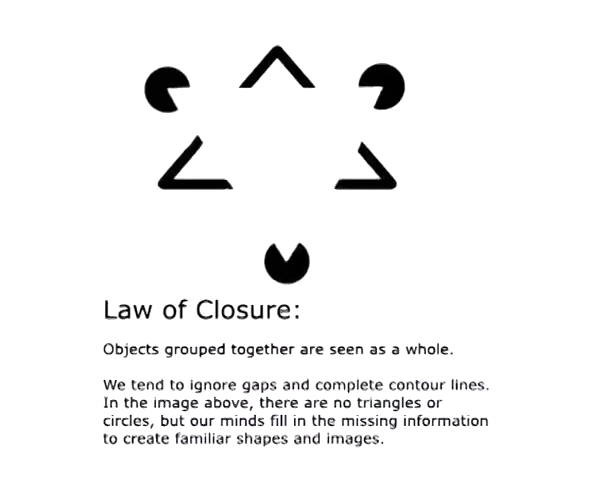 Law of Closure:
Objects grouped together are seen as a whole.
We tend to ignore gaps and complete contour lines.
In the image above, there are no triangles or
circles, but our minds fill in the missing information
to create familiar shapes and images.